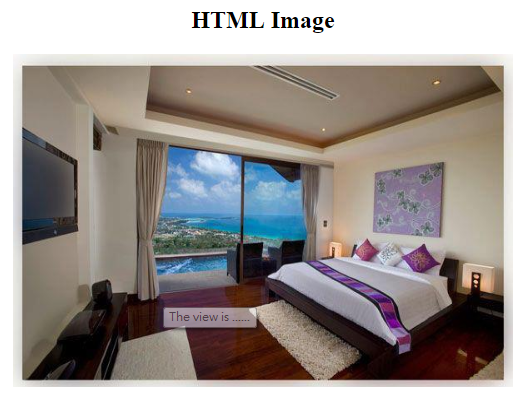 HTML Image
The view is ......